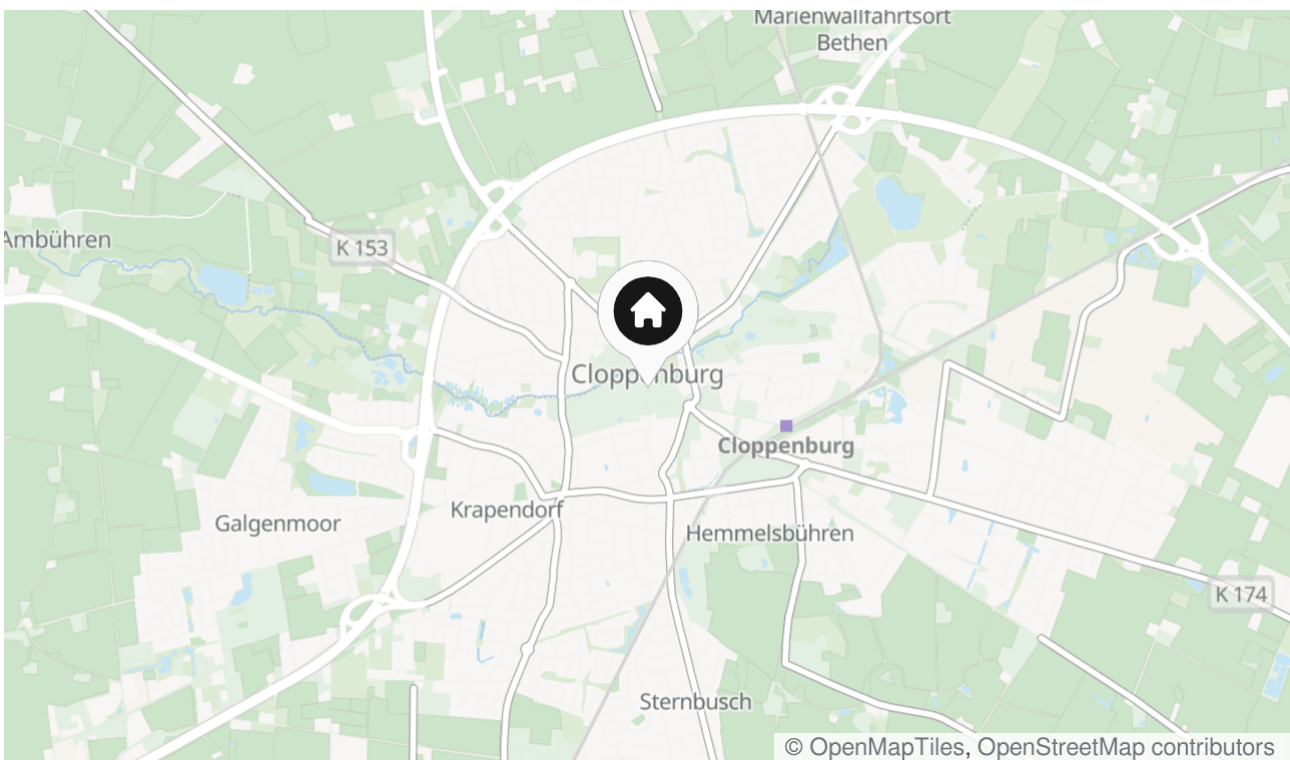 Marienwallfahrtsort
Bethen
Ambühren
K 153
Cloppenburg
Cloppenburg
Krapendorf
Galgenmoor
Hemmelsbühren
K 174
Sternbusch
© OpenMapTiles, OpenStreetMap contributors